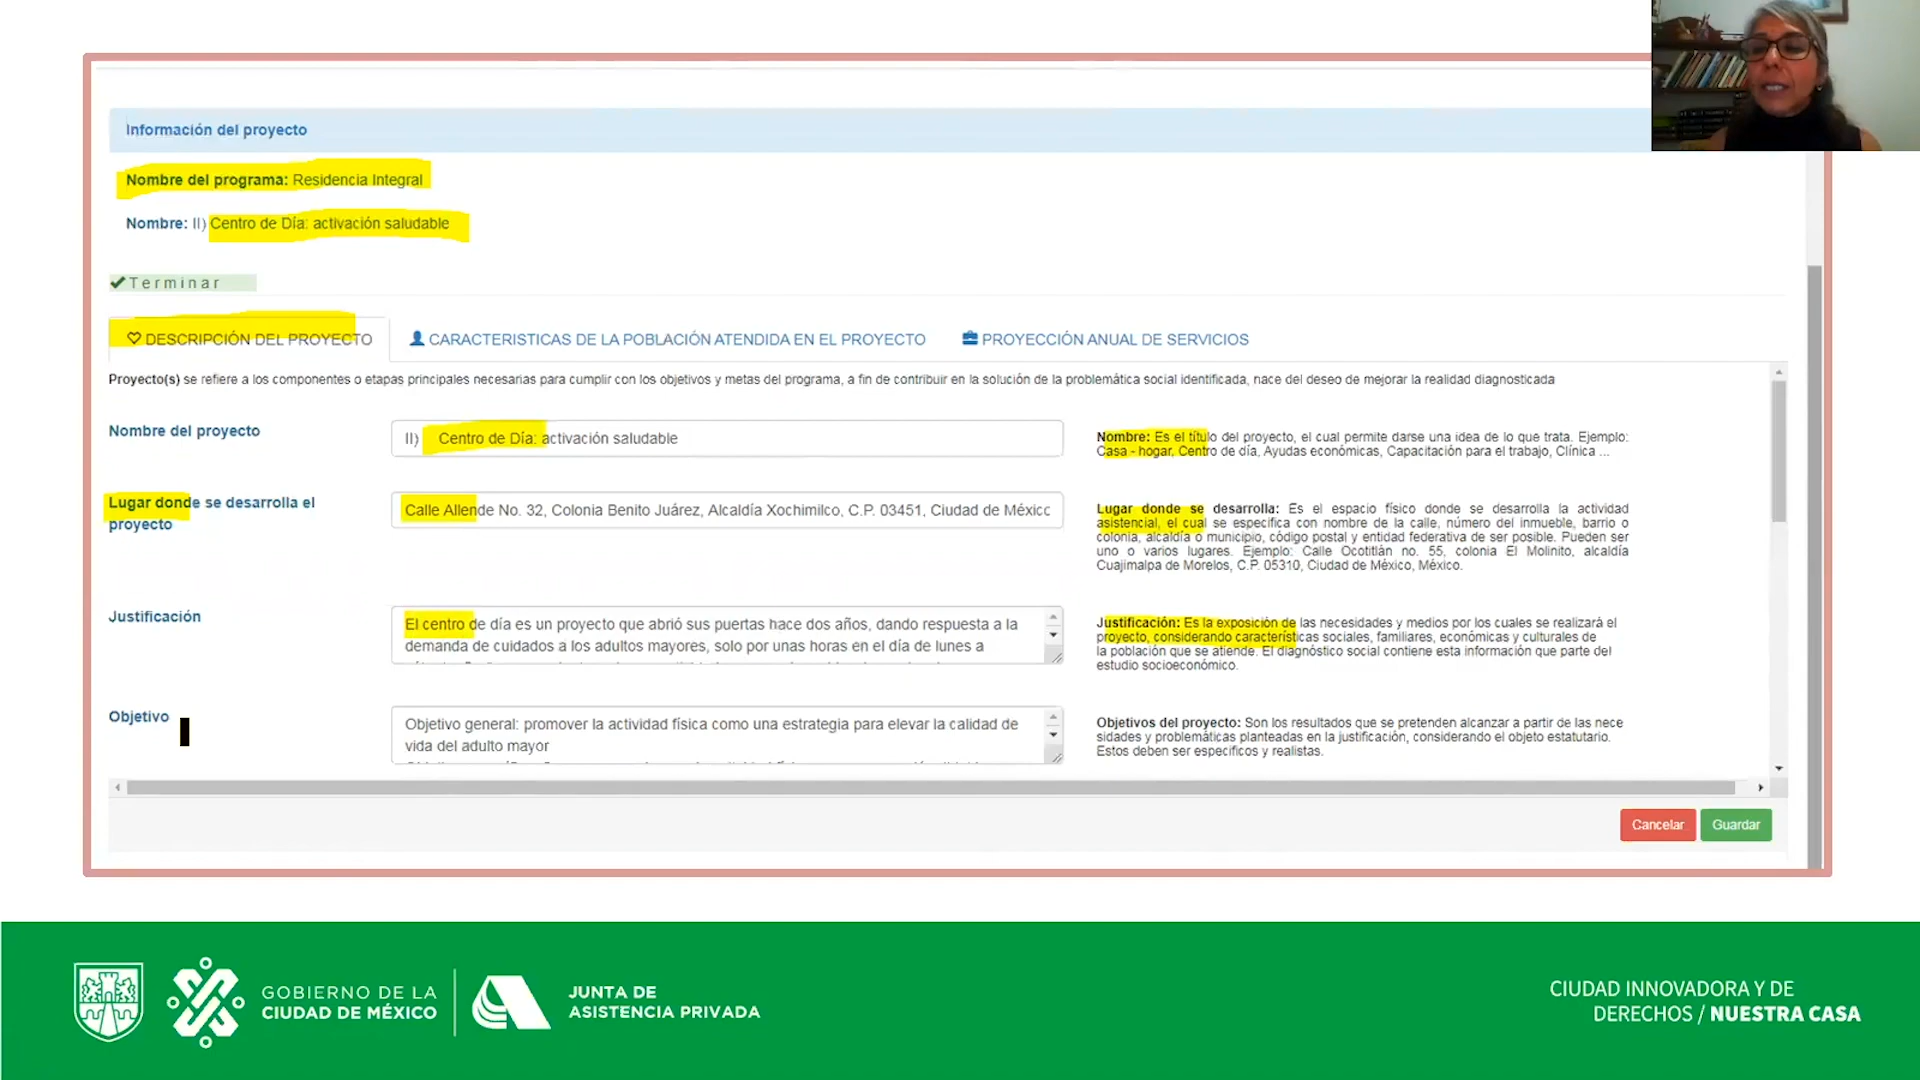 Información del proyecto
Nombre del programa: Residencia Integral
Nombre: II) Centro de Día: activación saludable
Terminar
DESCRIPCIÓN DEL PROYECTO
CARACTERISTICAS DE LA POBLACIÓN ATENDIDA EN EL PROYECTO
PROYECCIÓN ANUAL DE SERVICIOS
Proyecto(s) se refiere a los componentes o etapas principales necesarias para cumplir con los objetivos y metas del programa, a fin de contribuir en la solución de la problemática social identificada, nace del deseo de mejorar la realidad diagnosticada
Nombre del proyecto
II) Centro de Día: activación saludable
Nombre: Es el título del proyecto, el cual permite darse una idea de lo que trata. Ejemplo:
Casa - hogar, Centro de día, Ayudas económicas, Capacitación para el trabajo, Clínica ...
Lugar donde se desarrolla el
proyecto
Calle Allende No. 32, Colonia Benito Juárez, Alcaldía Xochimilco, C.P. 03451, Ciudad de México
Lugar donde se desarrolla: Es el espacio físico donde se desarrolla la actividad
asistencial, el cual se especifica con nombre de la calle, número del inmueble, barrio o
colonia, alcaldía o municipio, código postal y entidad federativa de ser posible. Pueden ser
uno o varios lugares. Ejemplo: Calle Ocotitlán no. 55, colonia El Molinito, alcaldía
Cuajimalpa de Morelos, C.P. 05310, Ciudad de México, México.
Justificación
El centro de día es un proyecto que abrió sus puertas hace dos años, dando respuesta a la
demanda de cuidados a los adultos mayores, solo por unas horas en el día de lunes a
Justificación: Es la exposición de las necesidades y medios por los cuales se realizará el
proyecto, considerando características sociales, familiares, económicas y culturales de
la población que se atiende. El diagnóstico social contiene esta información que parte del
estudio socioeconómico.
Objetivo
Objetivo general: promover la actividad física como una estrategia para elevar la calidad de
vida del adulto mayor
Objetivos del proyecto: Son los resultados que se pretenden alcanzar a partir de las nece
sidades y problemáticas planteadas en la justificación, considerando el objeto estatutario.
Estos deben ser especificos y realistas.
Cancelar
Guardar
GOBIERNO DE LA
CIUDAD DE MÉXICO
JUNTA DE
ASISTENCIA PRIVADA
CIUDAD INNOVADORA Y DE
DERECHOS / NUESTRA CASA